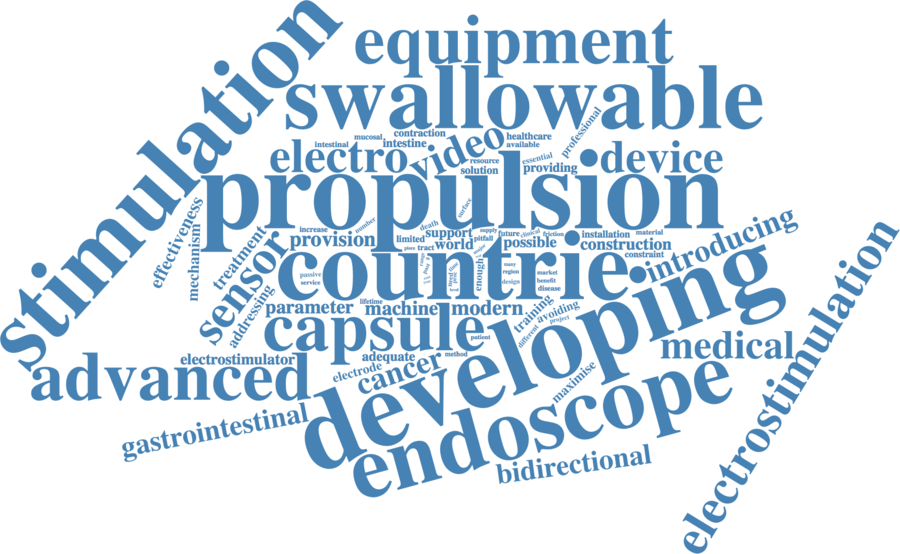 stimulation
equipment
swallowable
mucosal
contraction
intestinal
intestine
healthcare
available
professional
electro
video
resource
solution
essential
providing
device
propulsion
effectiveness
mechanism
treatment
sensor
addressing
increase
number
death
surface
provision
limited
support
world
tract
supply
pitfall
future
clinical
friction
possible
installation
material
construction
constraint
introducing
countrie
passive
service
enough
many
region
design
market
benefit
disease
parameter
lifetime
machine
modern
training
avoiding
project
different
capsule
patient
developing
electrostimulator
adequate
method
electrode
cancer
maximise
medical
advanced
endoscope
gastrointestinal
bidirectional
electrostimulation